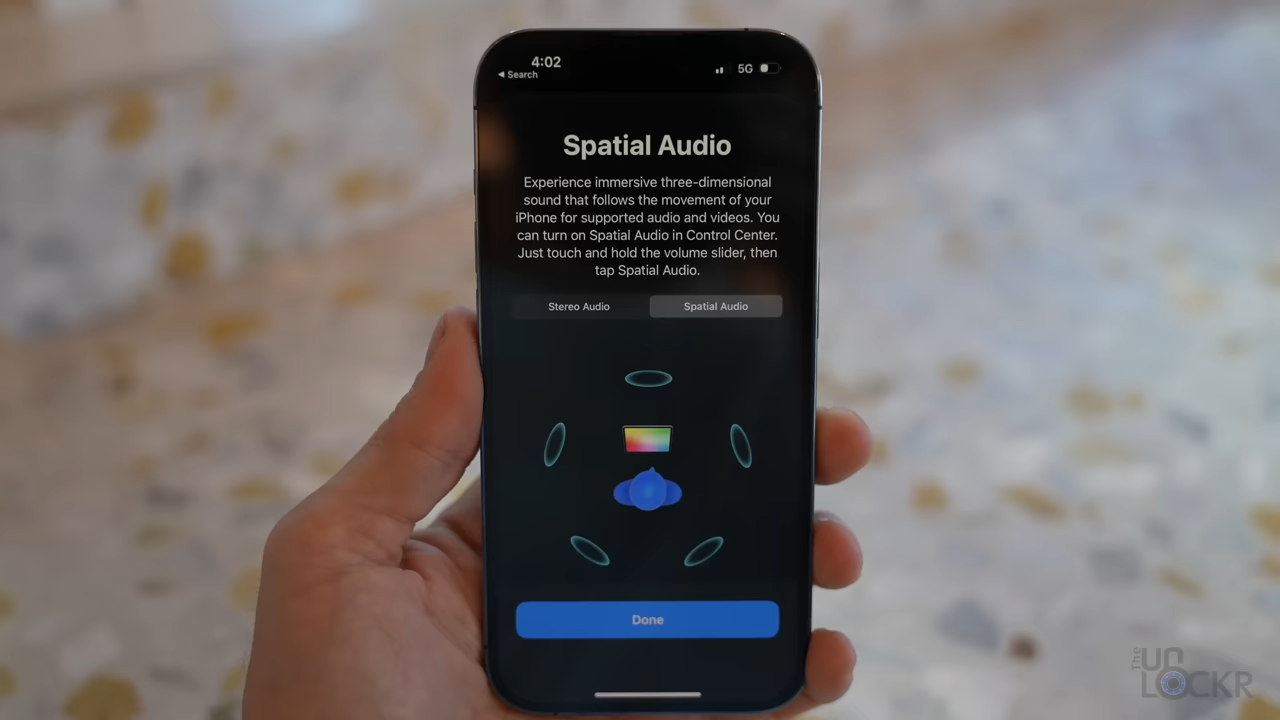 4:02
◀ Search
5G
Spatial Audio
Experience immersive three-dimensional
sound that follows the movement of your
iPhone for supported audio and videos. You
can turn on Spatial Audio in Control Center.
Just touch and hold the volume slider, then
tap Spatial Audio.
Stereo Audio
Spatial Audio
Done
The
UN
LOCKR